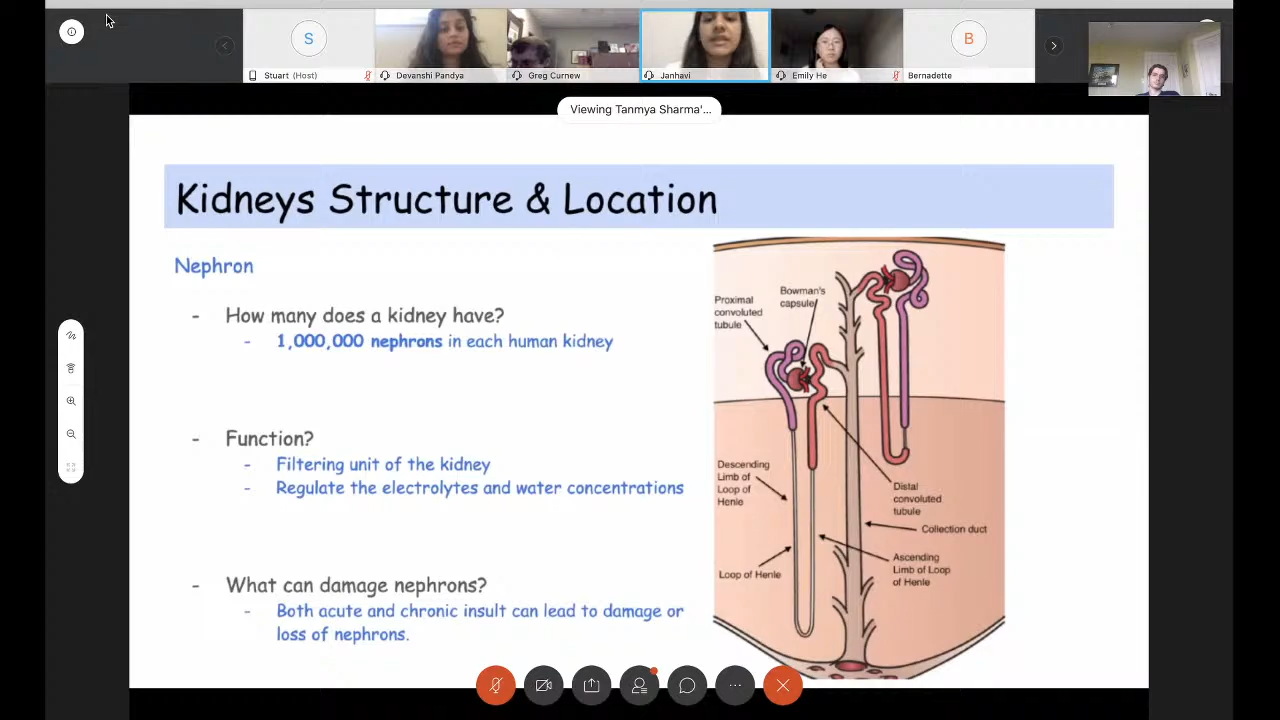 S
B
Stuart (Host)
Devanshi Pandya
Greg Curnew
Janhavi
Emily He
Bernadette
Viewing Tanmya Sharma'...
Kidneys Structure & Location
Nephron
- How many does a kidney have?
- 1,000,000 nephrons in each human kidney
- Function?
- Filtering unit of the kidney
- Regulate the electrolytes and water concentrations
- What can damage nephrons?
- Both acute and chronic insult can lead to damage or
loss of nephrons.
Proximal
convoluted
tubule
Bowman's
capsule
Descending
Limb of
Loop of
Henle
Loop of Henle
Distal
convoluted
tubule
Collection duct
Ascending
Limb of Loop
of Henle